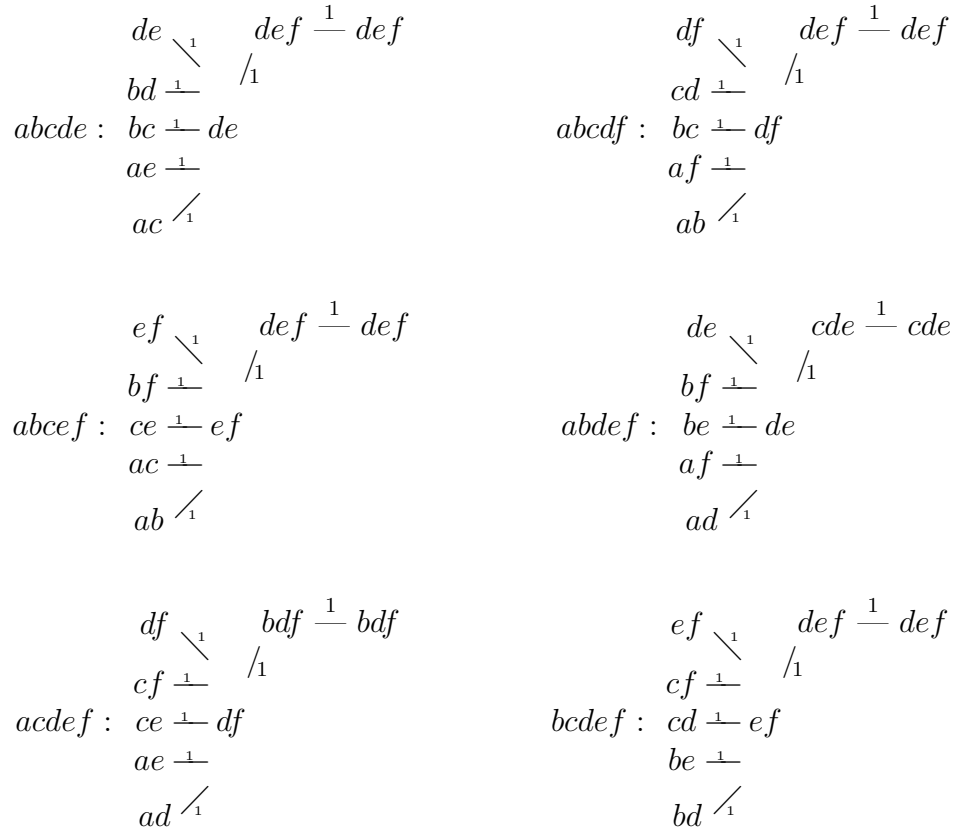 de 1 def 1 def
1
bd 1
abcde : bc 1 de
ae 1
ac 1
df 1 def 1 def
1
cd 1
abcdf : bc 1 df
af 1
ab 1
ef 1 def 1 def
1
bf 1
abcef : ce 1 ef
ac 1
ab 1
de 1 cde 1 cde
1
bf 1
abdef : be 1 de
af 1
ad 1
df 1 bdf 1 bdf
1
cf 1
acdef : ce 1 df
ae 1
ad 1
ef 1 def 1 def
1
cf 1
bcdef : cd 1 ef
be 1
bd 1